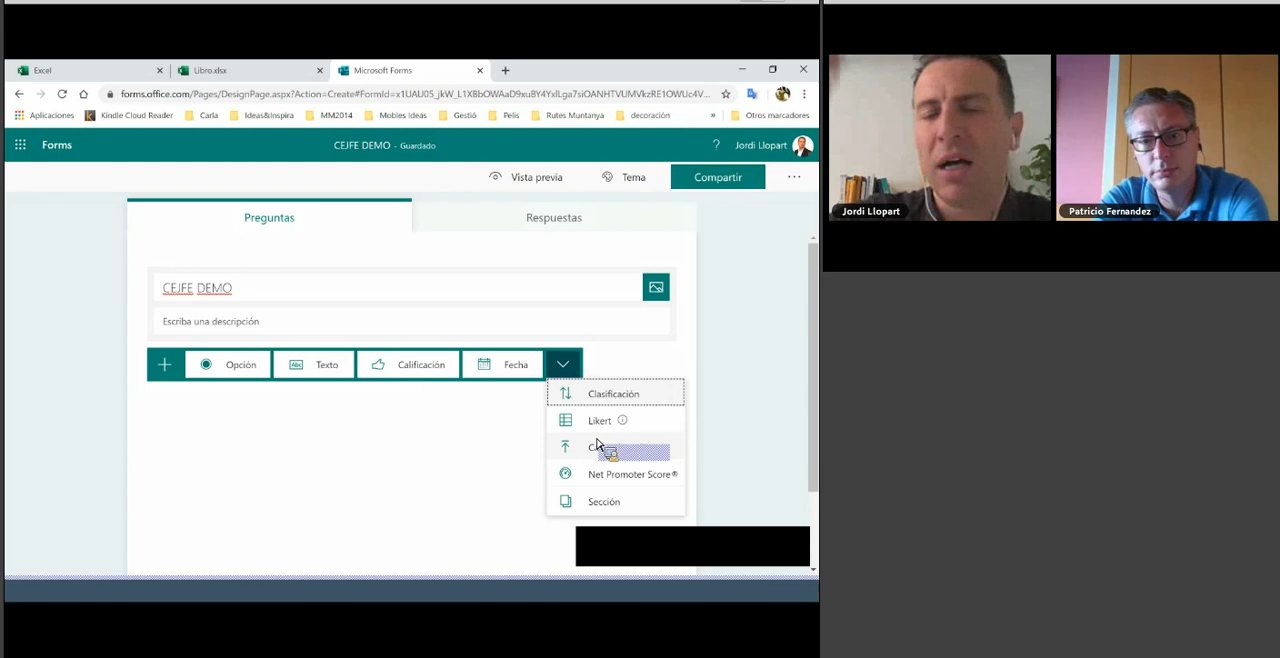 Excel
Libro.xlsx
Microsoft Forms
forms.office.com/Pages/DesignPage.aspx?Action=Create#FormId=
Aplicaciones
Kindle Cloud Reader
Carla
Ideas&Inspira
MM2014
Mobles Ideas
Gestió
Pelis
Rutes Muntanya
decoración
»
Otros marcadores
Forms
CEJFE DEMO - Guardado
?
Jordi Llopart
Vista previa
Tema
Compartir
...
Preguntas
Respuestas
CEJFE DEMO
Escriba una descripción
Opción
Abc
Texto
Calificación
Fecha
Clasificación
Likert
Net Promoter Score®
Sección
Jordi Llopart
Patricio Fernandez